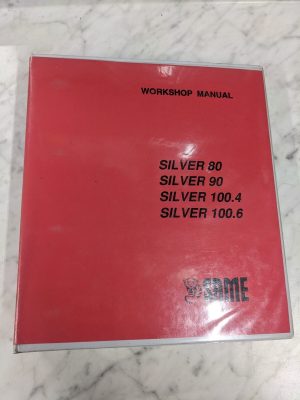 WORKSHOP MANUAL
SILVER 80
SILVER 90
SILVER 100.4
SILVER 100.6
SAME